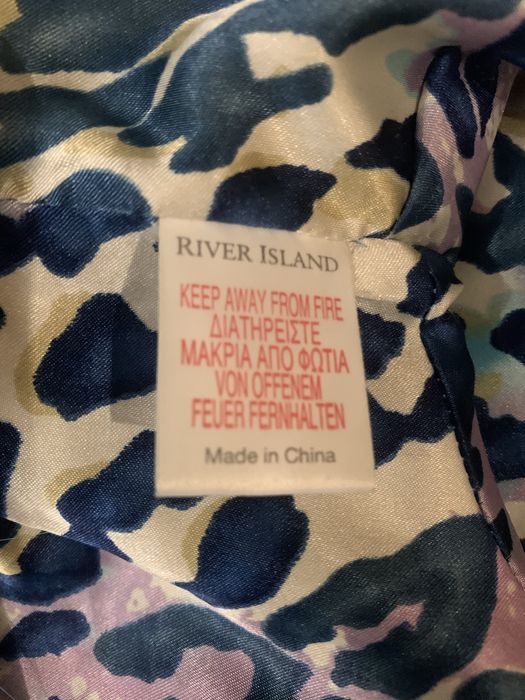 RIVER ISLAND
KEEP AWAY FROM FIRE
ΔΙΑΤΗΡΕΙΣΤΕ
ΜΑΚΡΙΑ ΑΠΟ ΦΩΤΙΑ
VON OFFENEM
FEUER FERNHALTEN
Made in China